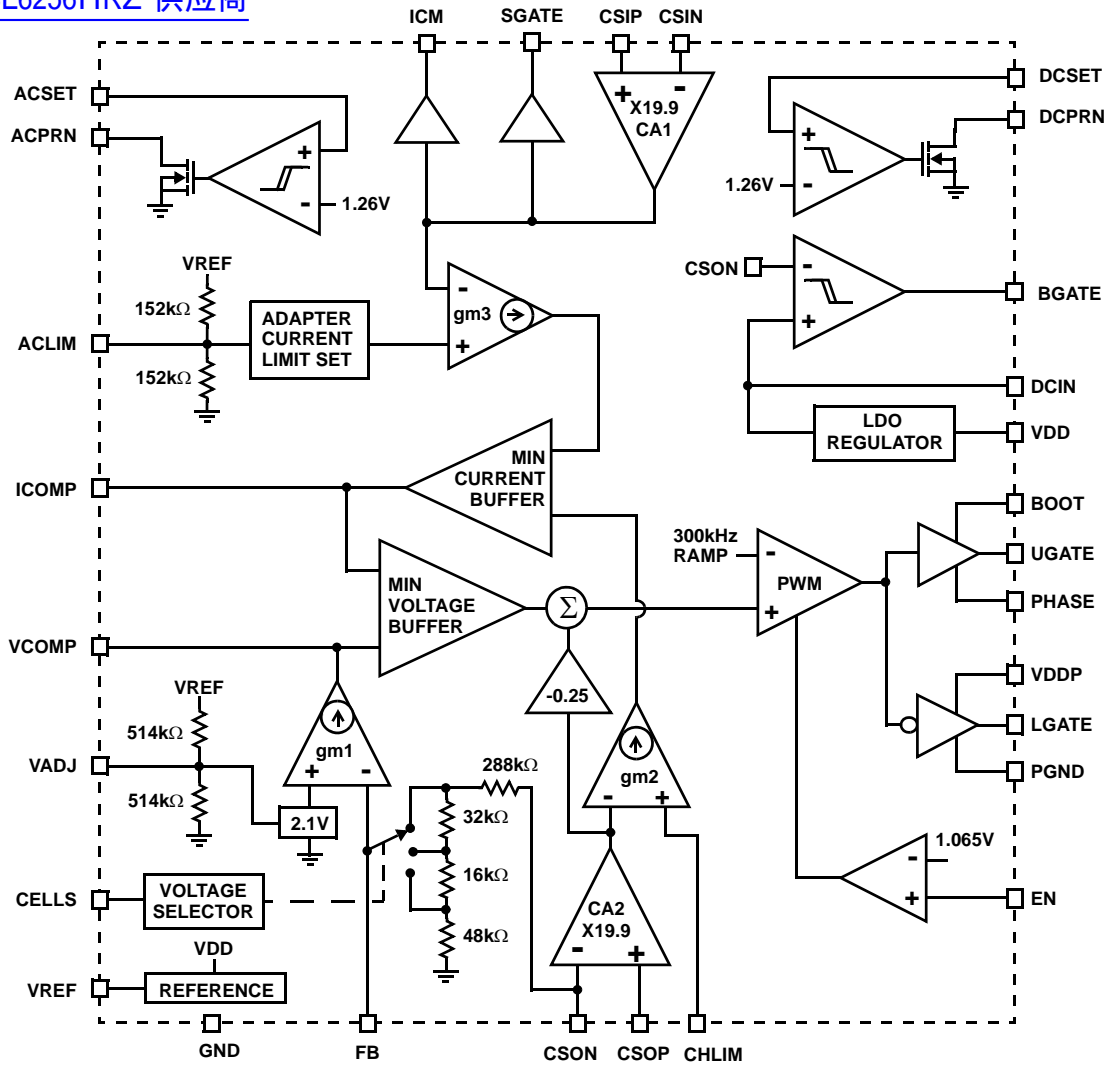 L6256HRZ 供应商
ICM
SGATE
CSIP
CSIN
ACSET
ACPRN
+
-
1.26V
+
X19.9
-
CA1
DCSET
DCPRN
+
1.26V
-
VREF
152kΩ
ACLIM
152kΩ
ADAPTER
CURRENT
LIMIT SET
-
gm3
+
CSON
-
+
BGATE
DCIN
LDO
REGULATOR
VDD
MIN
CURRENT
BUFFER
ICOMP
MIN
VOLTAGE
BUFFER
Σ
300kHz
RAMP
-
PWM
+
BOOT
UGATE
PHASE
VCOMP
-0.25
VREF
514kΩ
VADJ
514kΩ
gm1
+
-
2.1V
288kΩ
32kΩ
16kΩ
48kΩ
gm2
-
+
VDDP
LGATE
PGND
1.065V
-
+
EN
CELLS
VOLTAGE
SELECTOR
CA2
X19.9
-
+
VDD
VREF
REFERENCE
GND
FB
CSON
CSOP
CHLIM